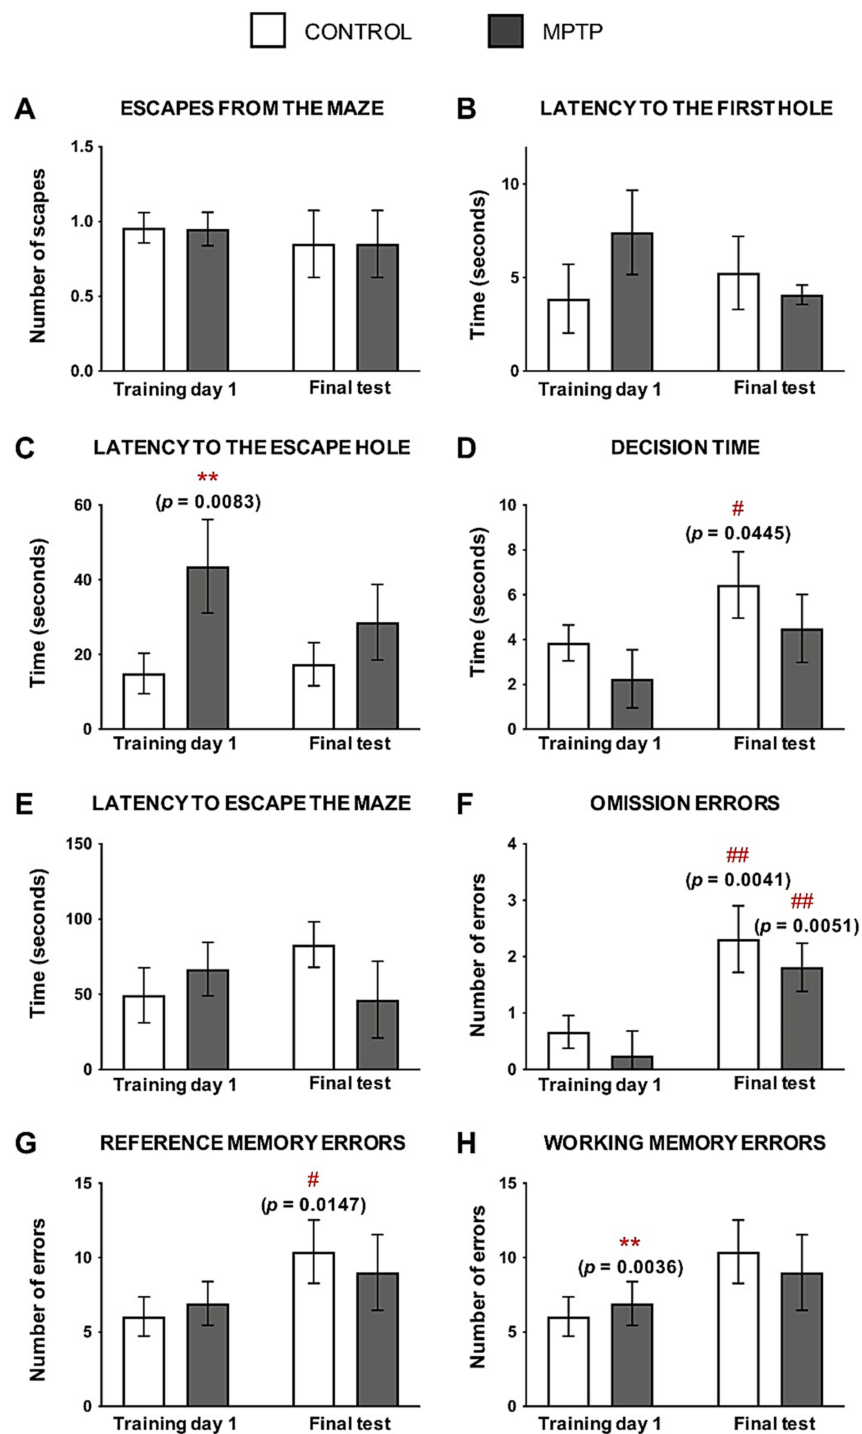 CONTROL MPTP
A ESCAPES FROM THE MAZE
Number of scapes
1.5
1.0
0.5
0.0
Training day 1 Final test
B LATENCY TO THE FIRST HOLE
Time (seconds)
10
5
0
Training day 1 Final test
C LATENCY TO THE ESCAPE HOLE
**
(p = 0.0083)
Time (seconds)
60
40
20
0
Training day 1 Final test
D DECISION TIME
#
(p = 0.0445)
Time (seconds)
10
8
6
4
2
0
Training day 1 Final test
E LATENCY TO ESCAPE THE MAZE
Time (seconds)
150
100
50
0
Training day 1 Final test
F OMISSION ERRORS
##
(p = 0.0041)
##
(p = 0.0051)
Number of errors
4
3
2
1
0
Training day 1 Final test
G REFERENCE MEMORY ERRORS
#
(p = 0.0147)
Number of errors
15
10
5
0
Training day 1 Final test
H WORKING MEMORY ERRORS
**
(p = 0.0036)
Number of errors
15
10
5
0
Training day 1 Final test